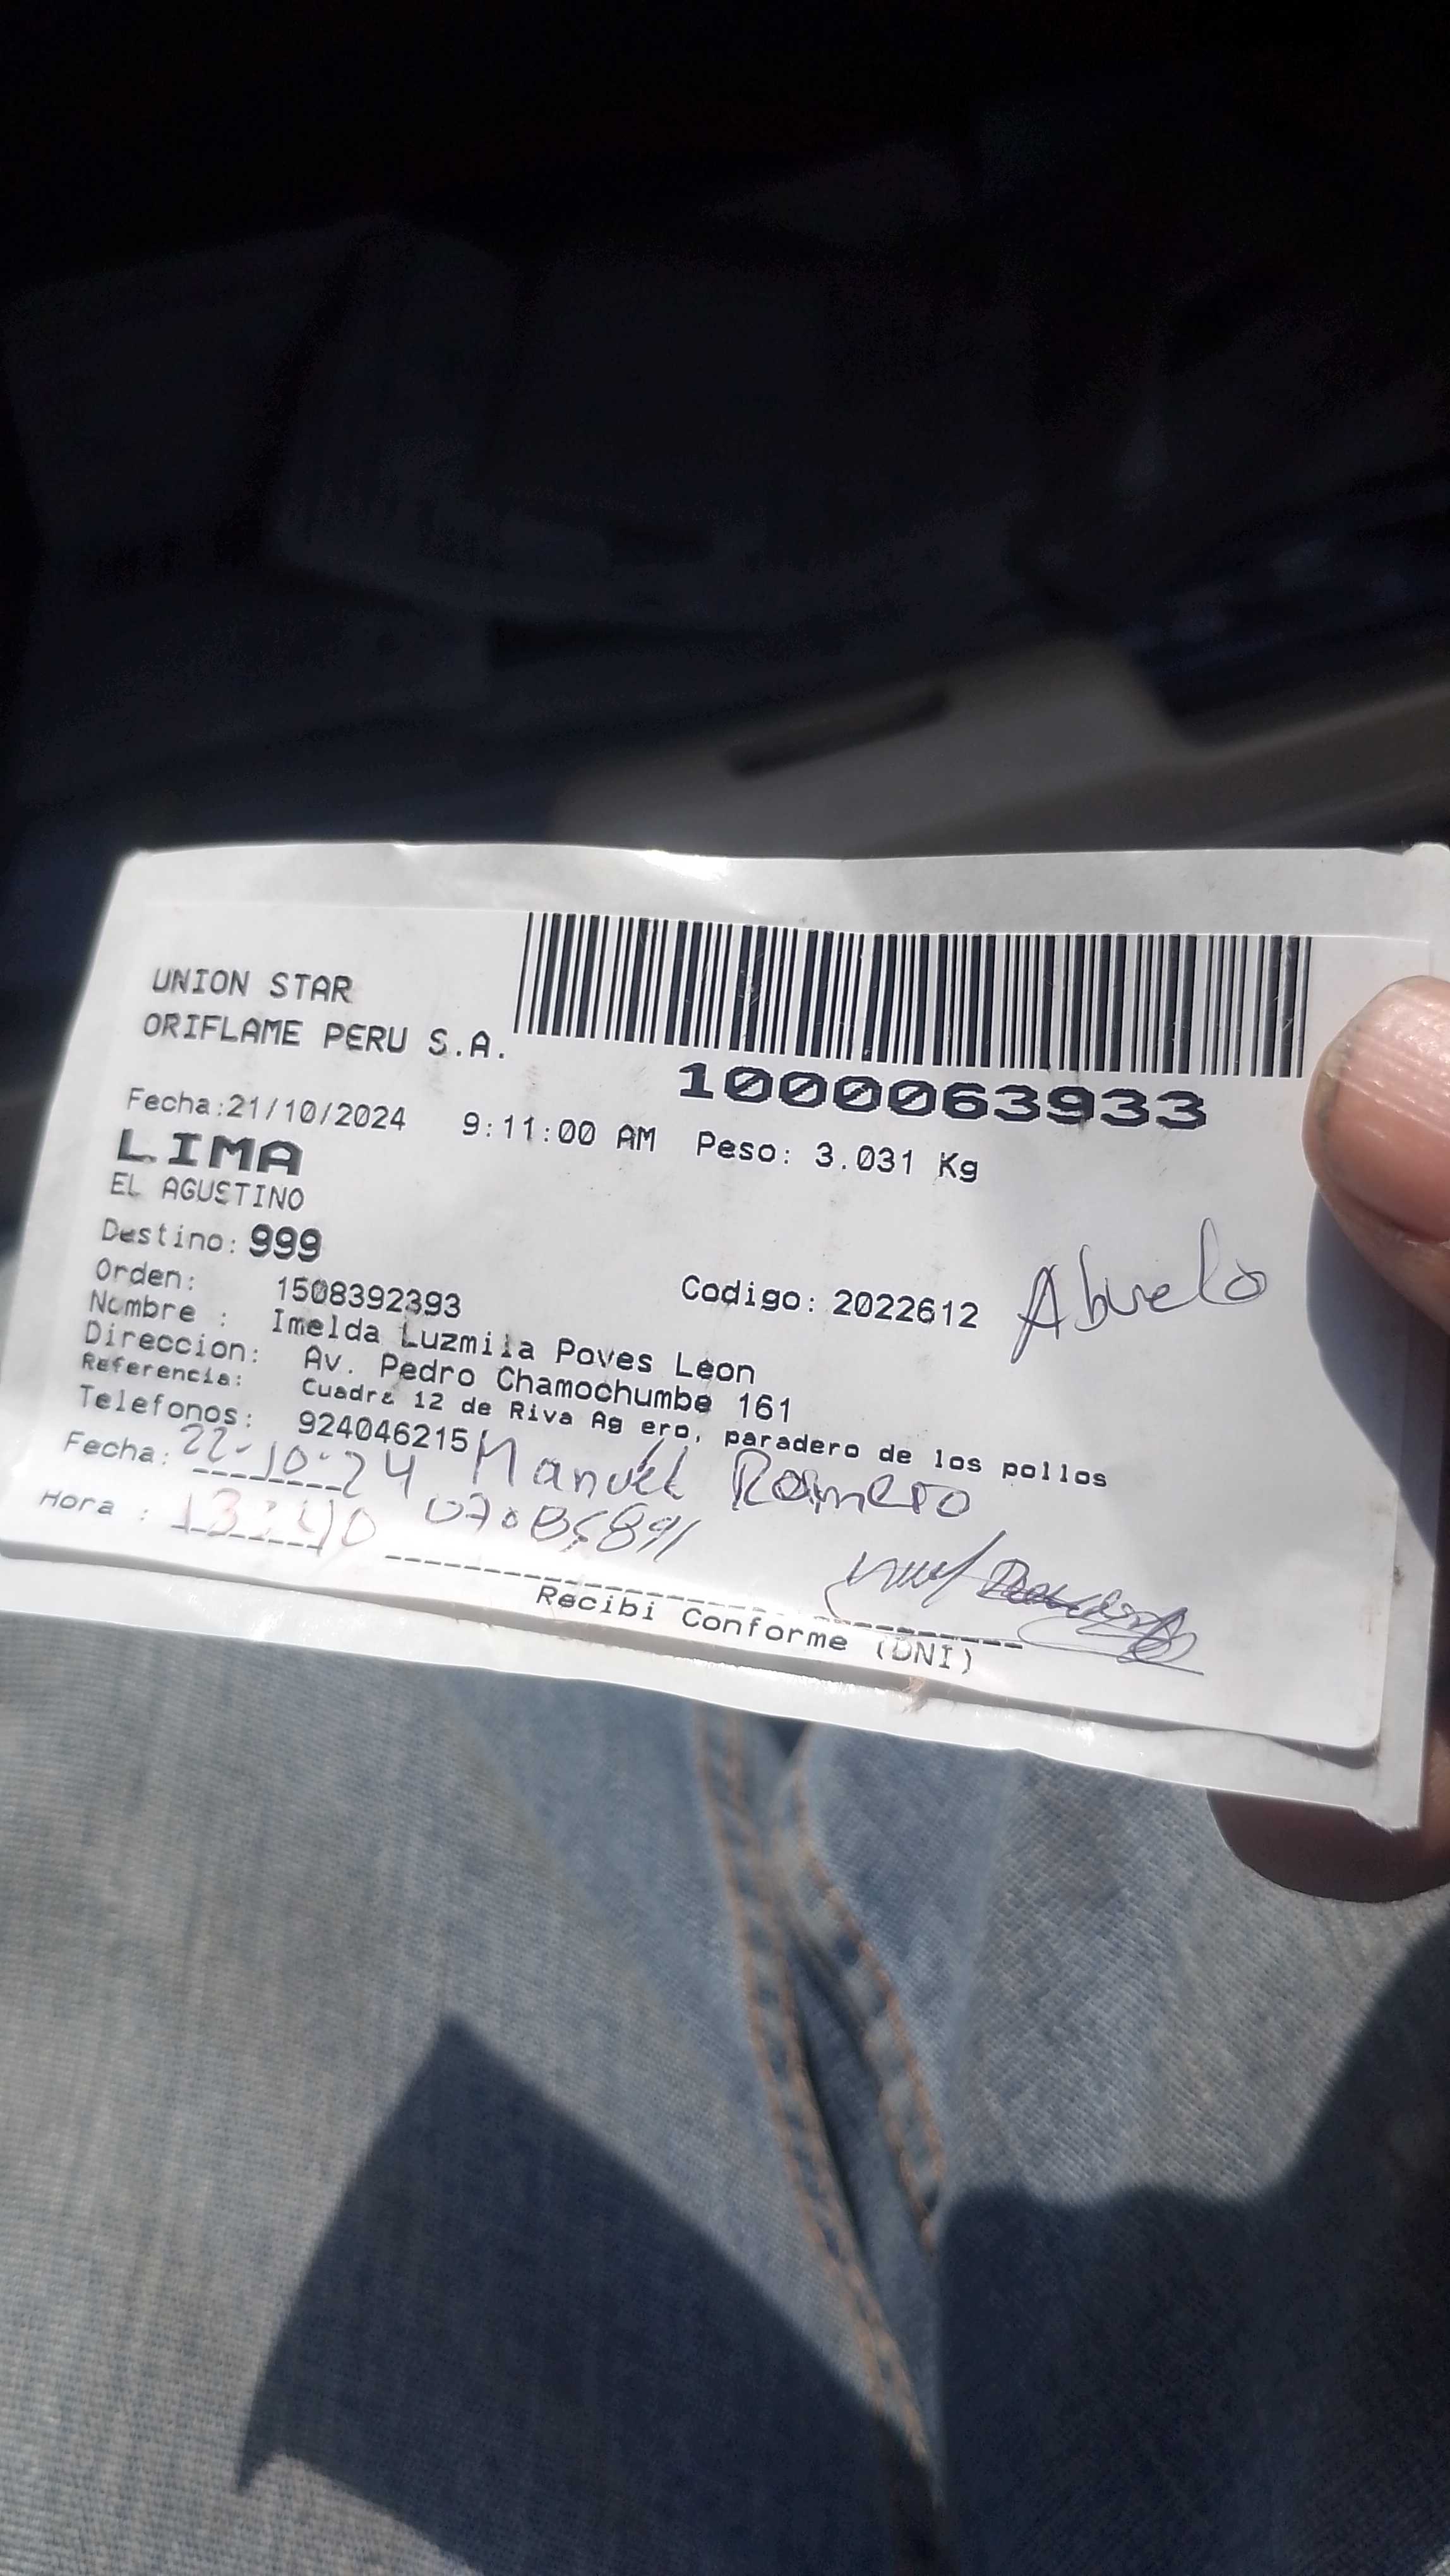 UNION STAR
ORIFLAME PERU S.A.
1000063933
Fecha:21/10/2024 9:11:00 AM Peso: 3.031 Kg
LIMA
EL AGUSTINO
Destino: 999
Orden: 1508392393 Codigo: 2022612 Abuelo
Nombre : Imelda Luzmila Poves Leon
Direccion: Av. Pedro Chamochumbe 161
Referencia: Cuadra 12 de Riva Ag ero, paradero de los pollos
Telefonos: 924046215
Fecha: 22-10-24 Manuel Romero
Hora : 13:40
Recibi Conforme (DNI)